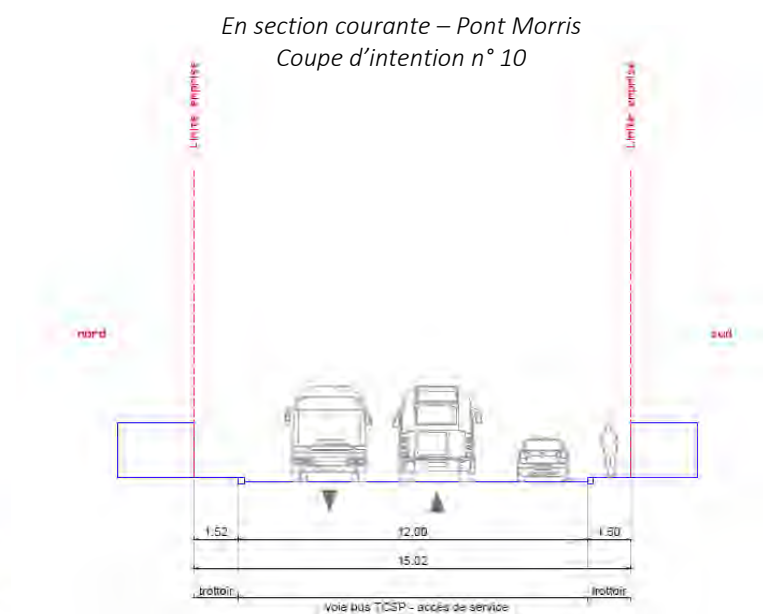 En section courante – Pont Morris
Coupe d'intention n° 10
Limite emprise
Limite emprise
nord
sud
1.52
12.00
1.50
15.02
trottoir
Voie bus TCSP - accès de service
trottoir